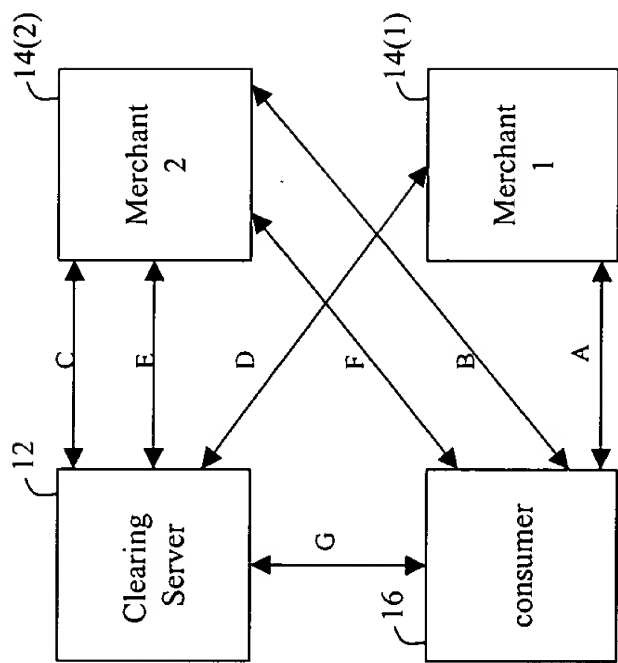 12
Clearing
Server
C
E
14(2)
Merchant
2
D
F
B
G
16
consumer
A
14(1)
Merchant
1